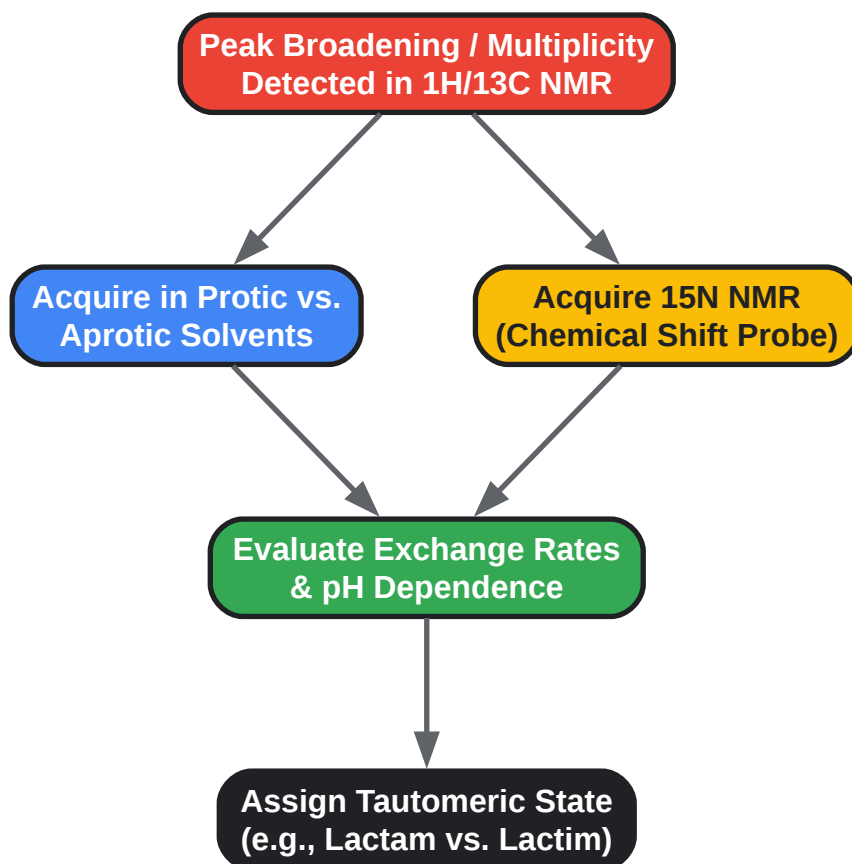 Peak Broadening / Multiplicity
Detected in 1H/13C NMR
Acquire in Protic vs.
Aprotic Solvents
Acquire 15N NMR
(Chemical Shift Probe)
Evaluate Exchange Rates
& pH Dependence
Assign Tautomeric State
(e.g., Lactam vs. Lactim)